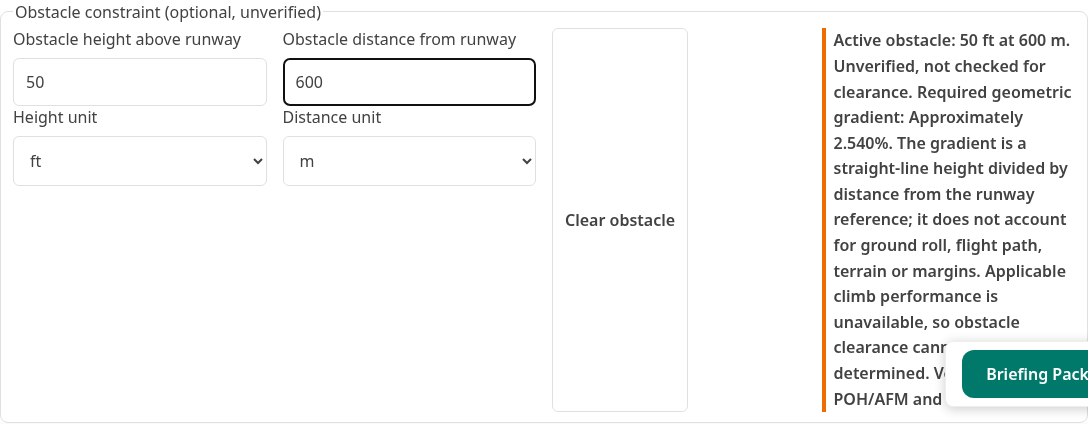 Obstacle constraint (optional, unverified)
Obstacle height above runway
50
Height unit
ft
Obstacle distance from runway
600
Distance unit
m
Clear obstacle
Active obstacle: 50 ft at 600 m.
Unverified, not checked for
clearance. Required geometric
gradient: Approximately
2.540%. The gradient is a
straight-line height divided by
distance from the runway
reference; it does not account
for ground roll, flight path,
terrain or margins. Applicable
climb performance is
unavailable, so obstacle
clearance
determined.
POH/AFM and
Briefing Pack